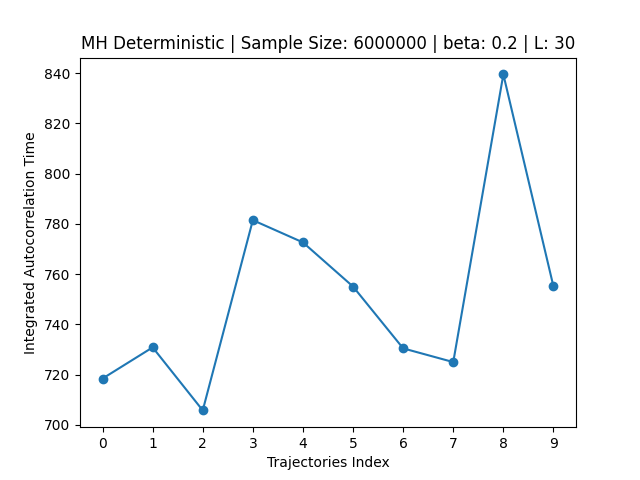 MH Deterministic | Sample Size: 6000000 | beta: 0.2 | L: 30
Integrated Autocorrelation Time
840
820
800
780
760
740
720
700
0 1 2 3 4 5 6 7 8 9
Trajectories Index